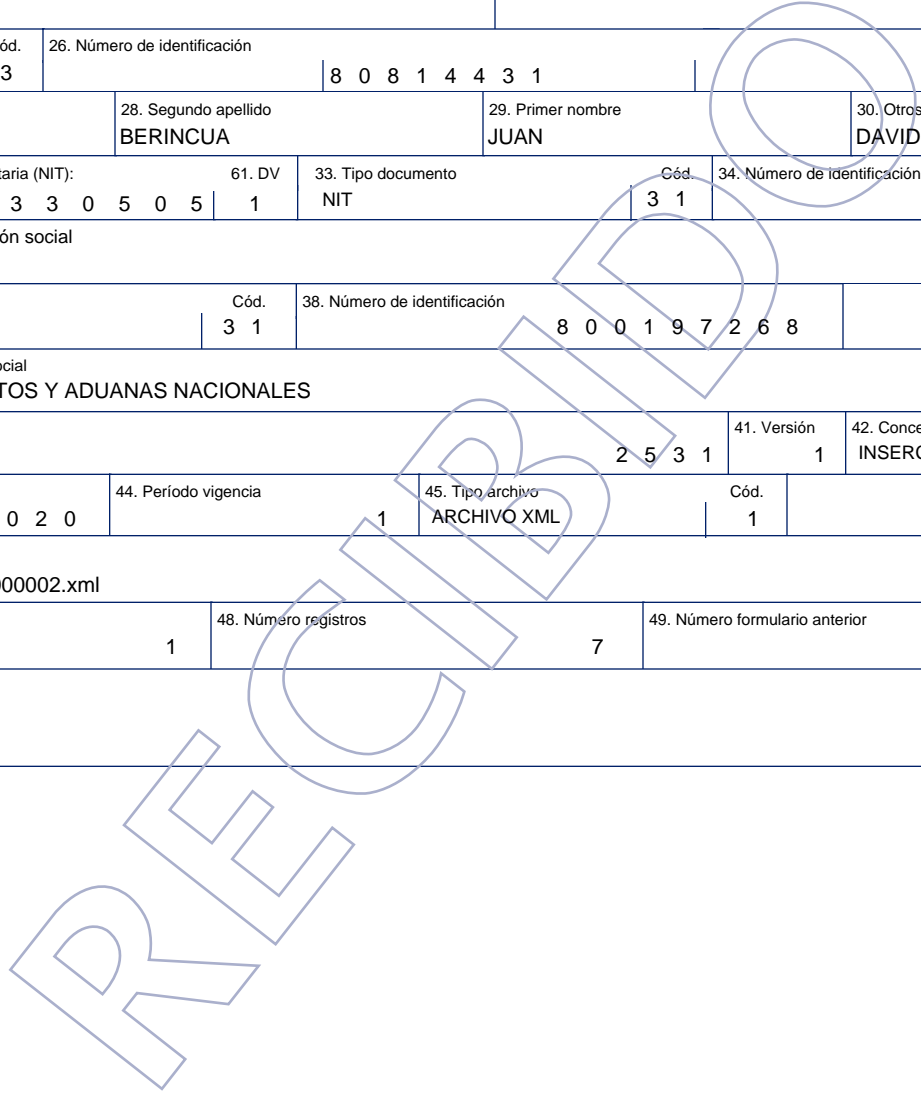 ód. 26. Número de identificación
3 8 0 8 1 4 4 3 1
28. Segundo apellido 29. Primer nombre 30. Otros
BERINCUA JUAN DAVID
taria (NIT): 61. DV 33. Tipo documento Cód. 34. Número de identificación
3 3 0 5 0 5 1 NIT 3 1
ón social
Cód. 38. Número de identificación
3 1 8 0 0 1 9 7 2 6 8
ocial
TOS Y ADUANAS NACIONALES
41. Versión 42. Conce
2 5 3 1 1 INSERC
44. Período vigencia 45. Tipo archivo Cód.
0 2 0 1 ARCHIVO XML 1
000002.xml
48. Número registros 49. Número formulario anterior
1 7
RECIBIDO